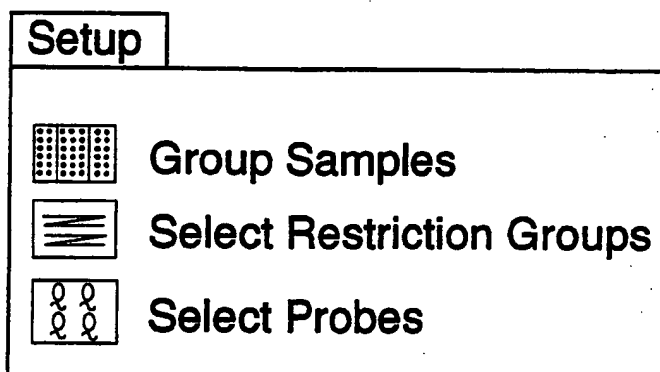 Setup
Group Samples
Select Restriction Groups
Select Probes